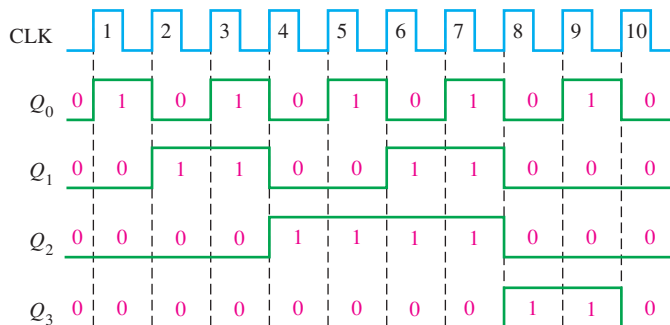 CLK 1 2 3 4 5 6 7 8 9 10
Q0 0 1 0 1 0 1 0 1 0 1 0
Q1 0 0 1 1 0 0 1 1 0 0 0
Q2 0 0 0 0 1 1 1 1 0 0 0
Q3 0 0 0 0 0 0 0 0 1 1 0